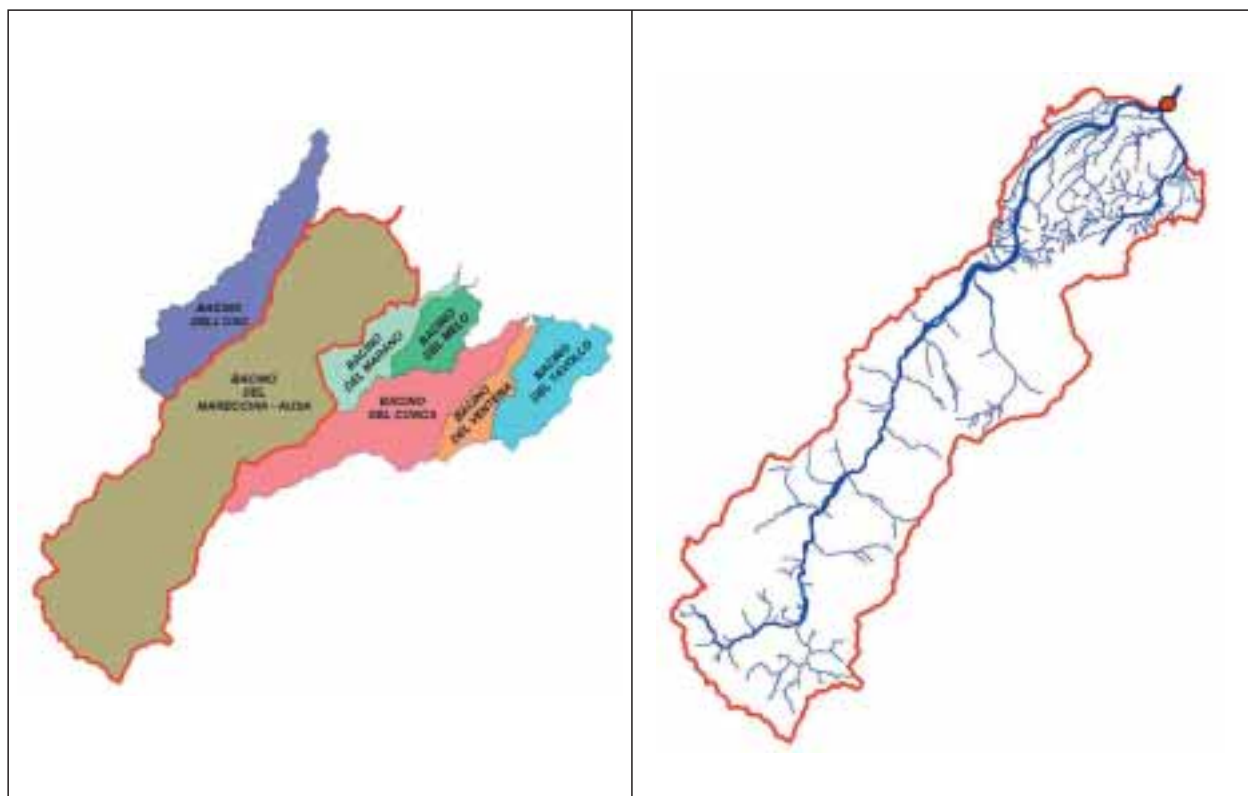 BACINO
DELL'USO
BACINO
DEL
MARECCHIA - AUSA
BACINO
DEL MARANO
BACINO
DEL MELO
BACINO
DEL CONCA
BACINO
DEL VENTENA
BACINO
DEL TAVOLLO